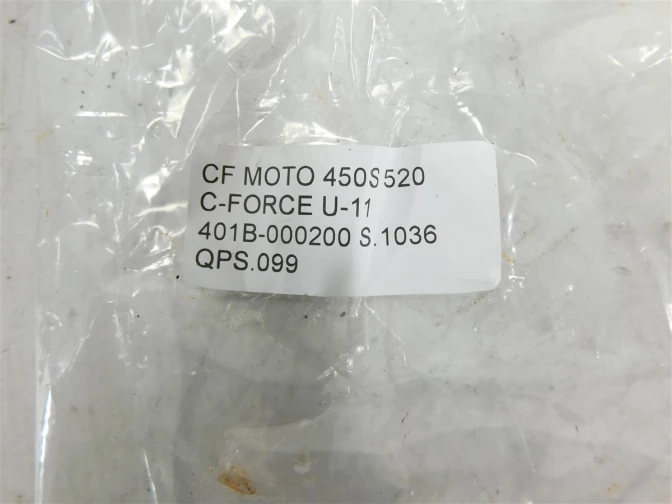 CF MOTO 450S520
C-FORCE U-11
401B-000200 S.1036
QPS.099